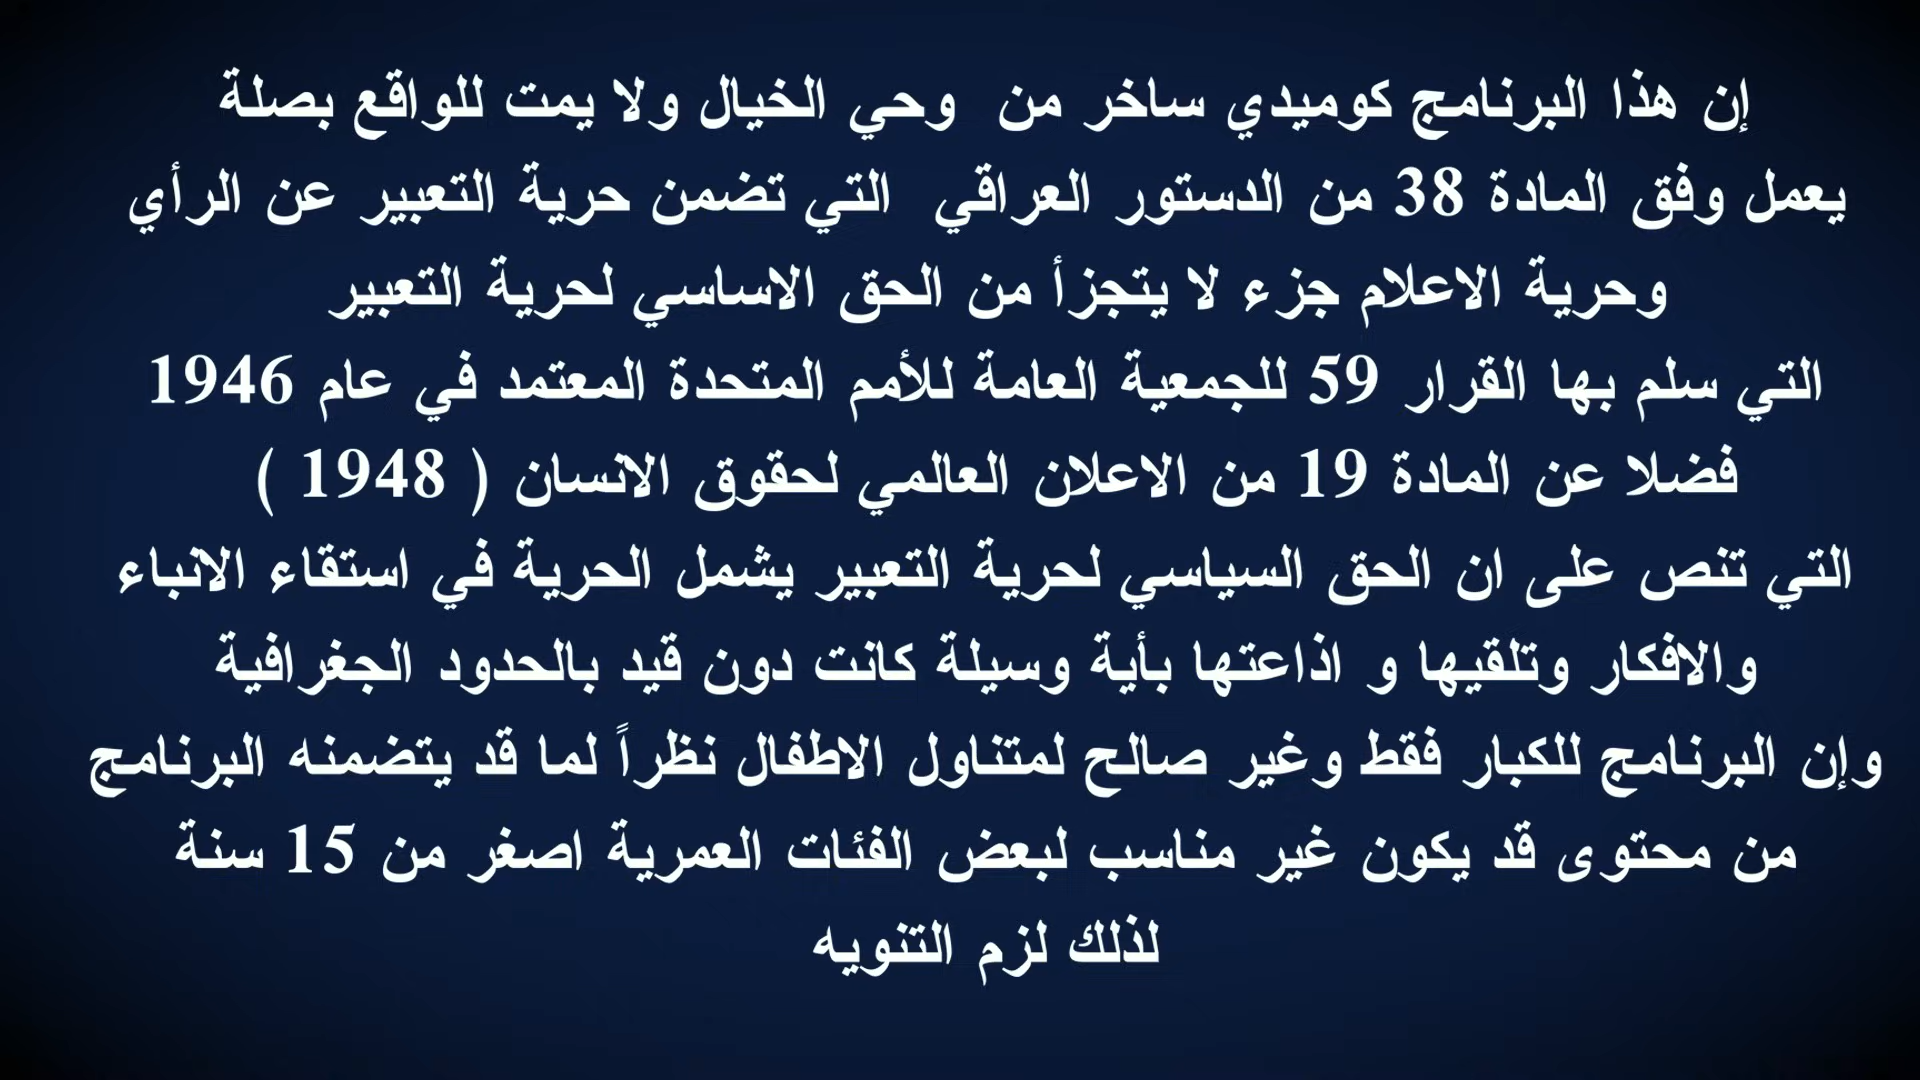 إن هذا البرنامج كوميدي ساخر من وحي الخيال ولا يمت للواقع بصلة
يعمل وفق المادة 38 من الدستور العراقي التي تضمن حرية التعبير عن الرأي
وحرية الاعلام جزء لا يتجزأ من الحق الاساسي لحرية التعبير
التي سلم بها القرار 59 للجمعية العامة للأمم المتحدة المعتمد في عام 1946
فضلا عن المادة 19 من الاعلان العالمي لحقوق الانسان ( 1948 )
التي تنص على ان الحق السياسي لحرية التعبير يشمل الحرية في استقاء الانباء
والافكار وتلقيها و اذاعتها بأية وسيلة كانت دون قيد بالحدود الجغرافية
وإن البرنامج للكبار فقط وغير صالح لمتناول الاطفال نظراً لما قد يتضمنه البرنامج
من محتوى قد يكون غير مناسب لبعض الفئات العمرية اصغر من 15 سنة
لذلك لزم التنويه